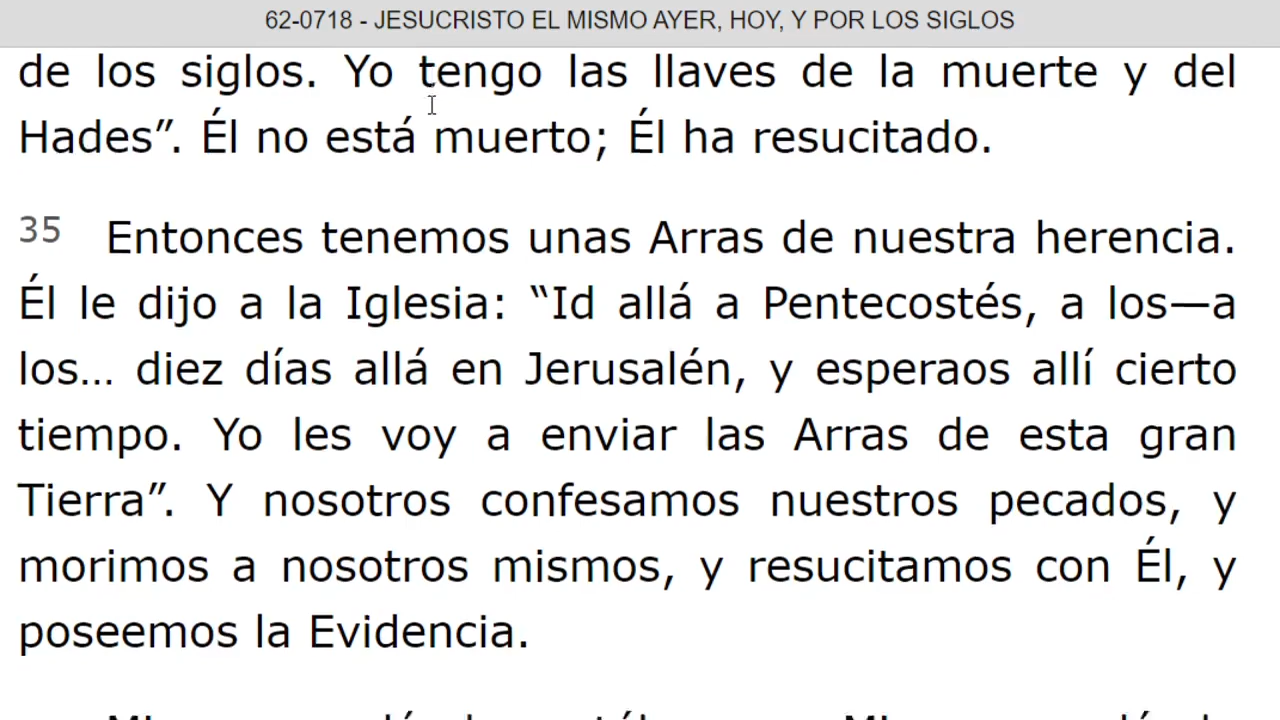 62-0718 - JESUCRISTO EL MISMO AYER, HOY, Y POR LOS SIGLOS
de los siglos. Yo tengo las llaves de la muerte y del
Hades”. Él no está muerto; Él ha resucitado.
35 Entonces tenemos unas Arras de nuestra herencia.
Él le dijo a la Iglesia: “Id allá a Pentecostés, a los—a
los… diez días allá en Jerusalén, y esperaos allí cierto
tiempo. Yo les voy a enviar las Arras de esta gran
Tierra”. Y nosotros confesamos nuestros pecados, y
morimos a nosotros mismos, y resucitamos con Él, y
poseemos la Evidencia.